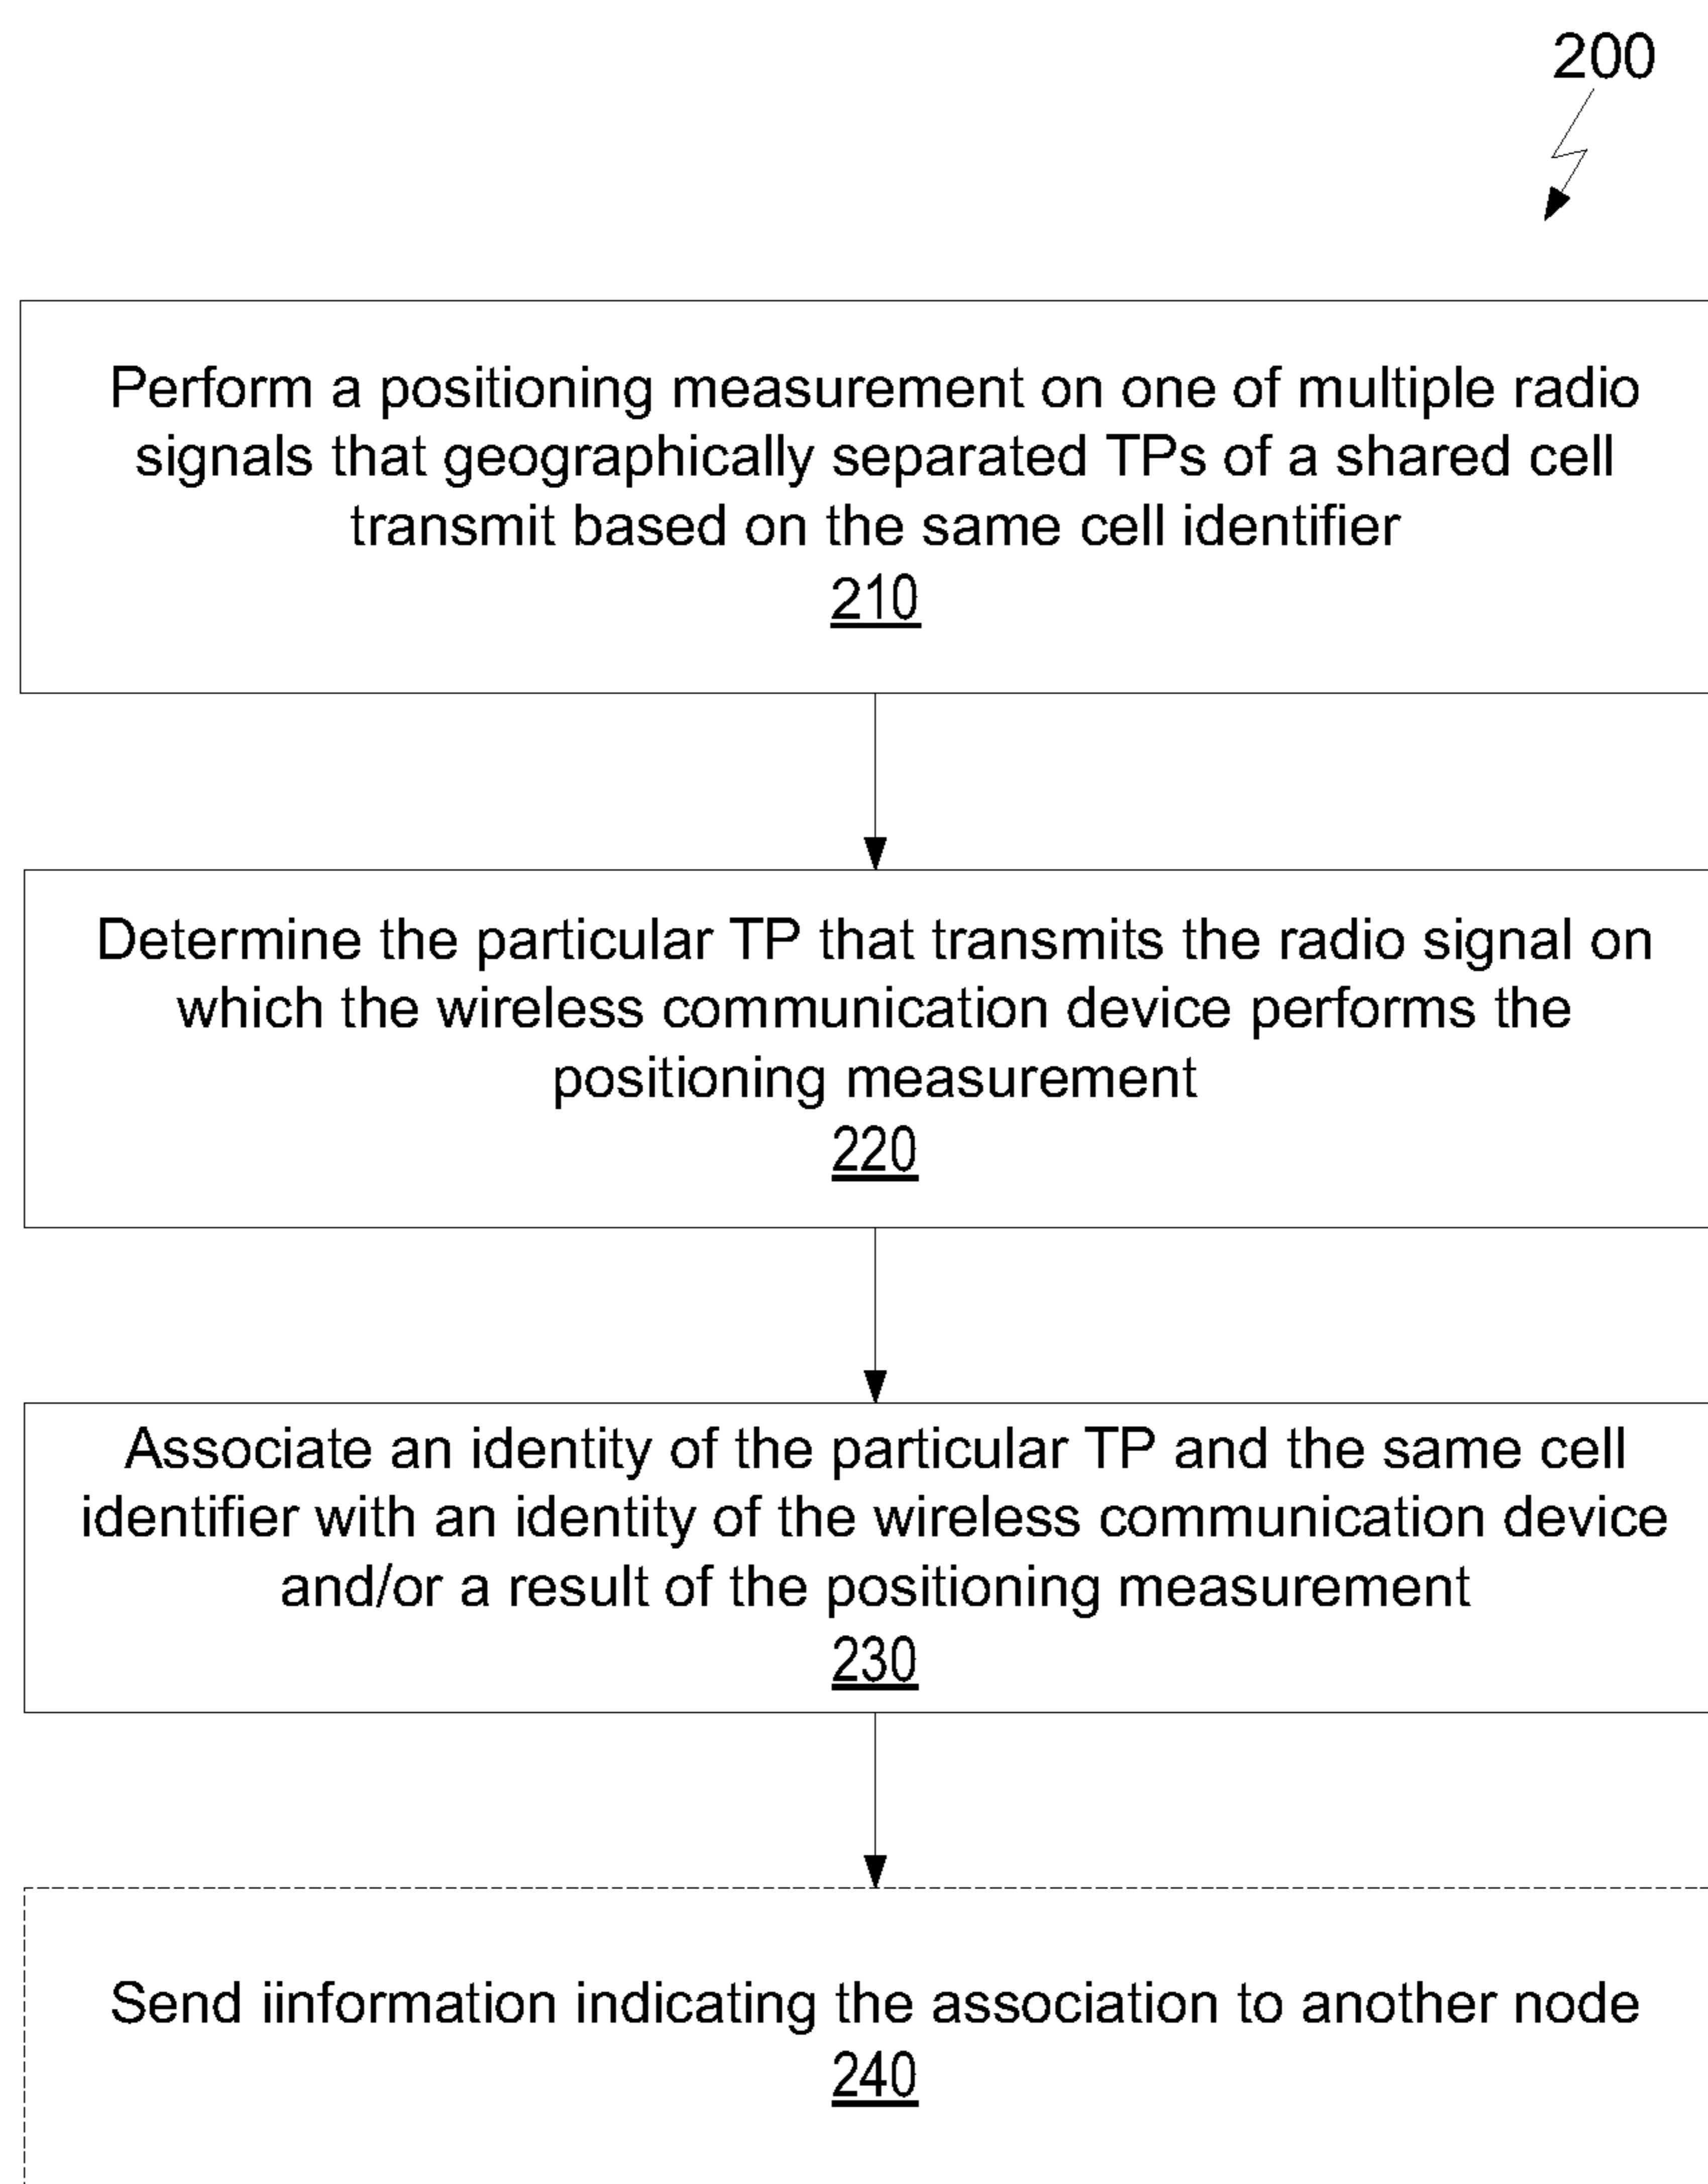 200
Perform a positioning measurement on one of multiple radio
signals that geographically separated TPs of a shared cell
transmit based on the same cell identifier
210
Determine the particular TP that transmits the radio signal on
which the wireless communication device performs the
positioning measurement
220
Associate an identity of the particular TP and the same cell
identifier with an identity of the wireless communication device
and/or a result of the positioning measurement
230
Send iinformation indicating the association to another node
240